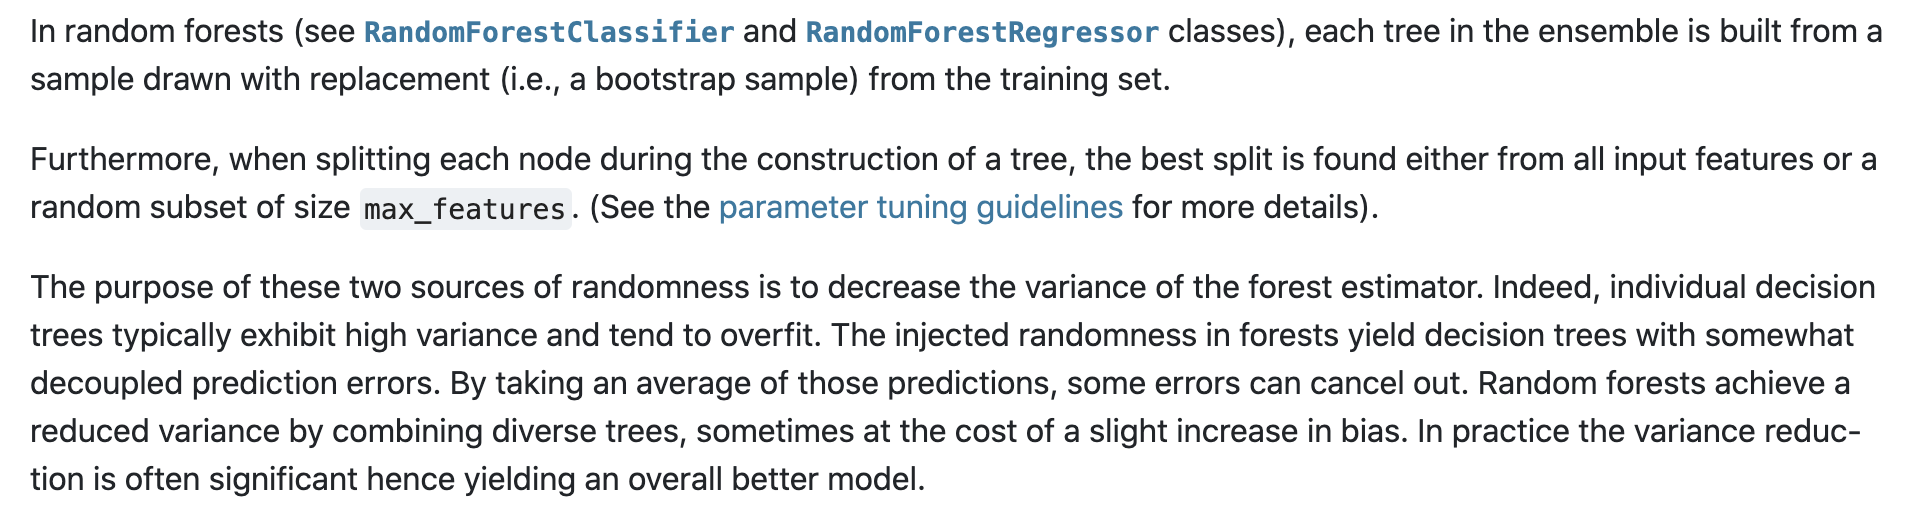 In random forests (see RandomForestClassifier and RandomForestRegressor classes), each tree in the ensemble is built from a
sample drawn with replacement (i.e., a bootstrap sample) from the training set.
Furthermore, when splitting each node during the construction of a tree, the best split is found either from all input features or a
random subset of size max_features. (See the parameter tuning guidelines for more details).
The purpose of these two sources of randomness is to decrease the variance of the forest estimator. Indeed, individual decision
trees typically exhibit high variance and tend to overfit. The injected randomness in forests yield decision trees with somewhat
decoupled prediction errors. By taking an average of those predictions, some errors can cancel out. Random forests achieve a
reduced variance by combining diverse trees, sometimes at the cost of a slight increase in bias. In practice the variance reduc-
tion is often significant hence yielding an overall better model.